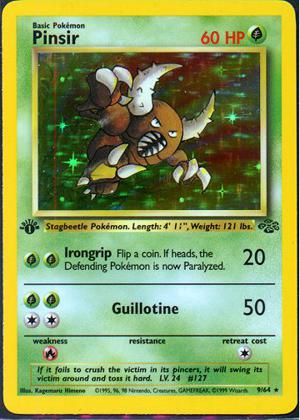 Basic Pokémon
Pinsir 60 HP
EDITION
1
Stagbeetle Pokémon. Length: 4' 11", Weight: 121 lbs.
Irongrip Flip a coin. If heads, the 20
Defending Pokémon is now Paralyzed.
Guillotine 50
weakness resistance retreat cost
If it fails to crush the victim in its pincers, it will swing its
victim around and toss it hard. LV. 24 #127
Illus. Kagemaru Himeno ©1995, 96, 98 Nintendo, Creatures, GAMEFREAK. ©1999 Wizards. 9/64 ★